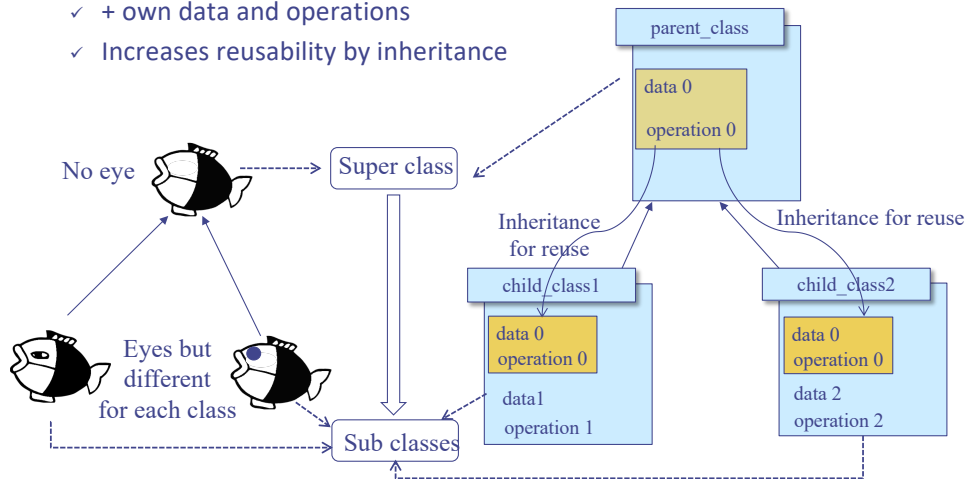 ✓ + own data and operations
✓ Increases reusability by inheritance
parent_class
data 0
operation 0
No eye
Super class
Inheritance
for reuse
Inheritance for reuse
child_class1
child_class2
data 0
operation 0
data 0
operation 0
Eyes but
different
for each class
data1
operation 1
data 2
operation 2
Sub classes